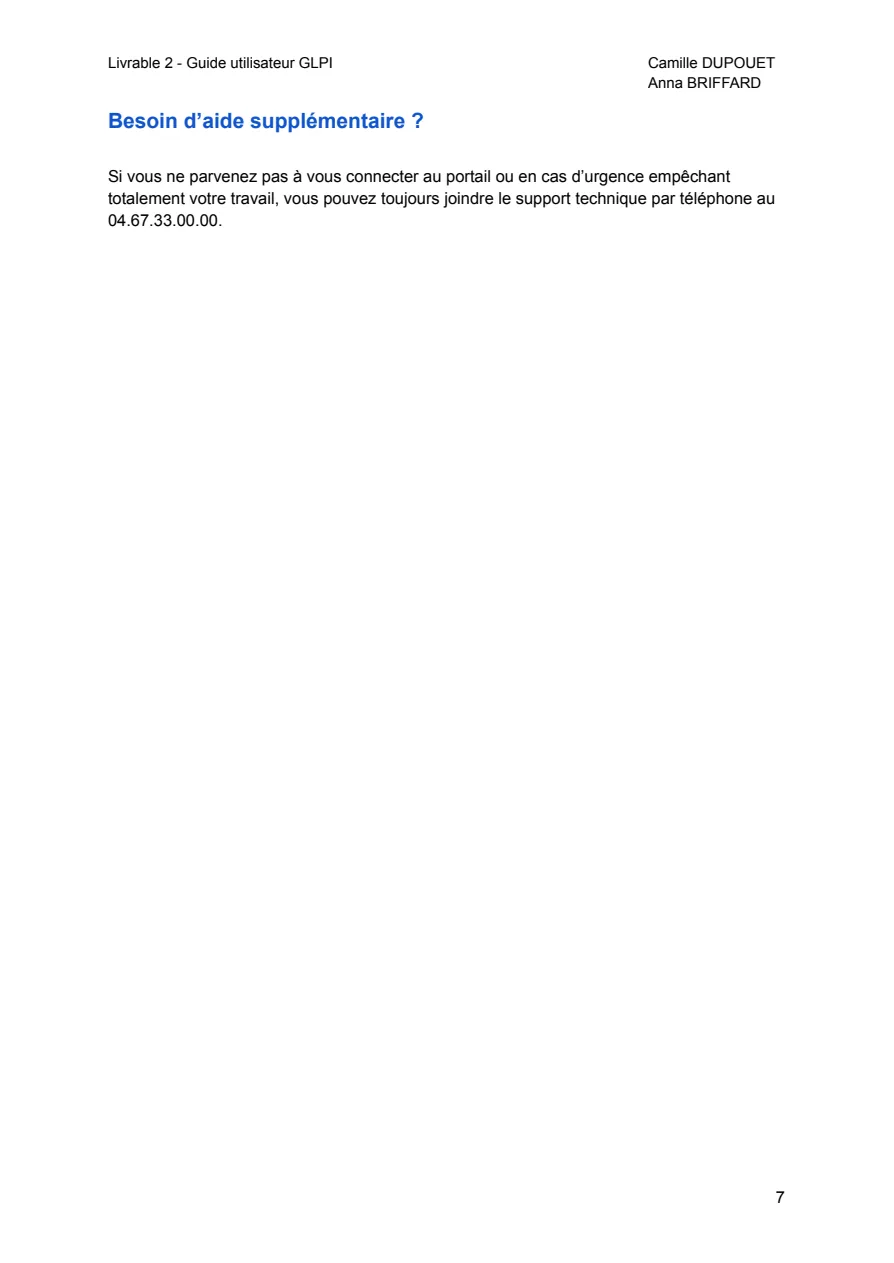 Livrable 2 - Guide utilisateur GLPI
Camille DUPOUET
Anna BRIFFARD
Besoin d’aide supplémentaire ?
Si vous ne parvenez pas à vous connecter au portail ou en cas d’urgence empêchant
totalement votre travail, vous pouvez toujours joindre le support technique par téléphone au
04.67.33.00.00.
7